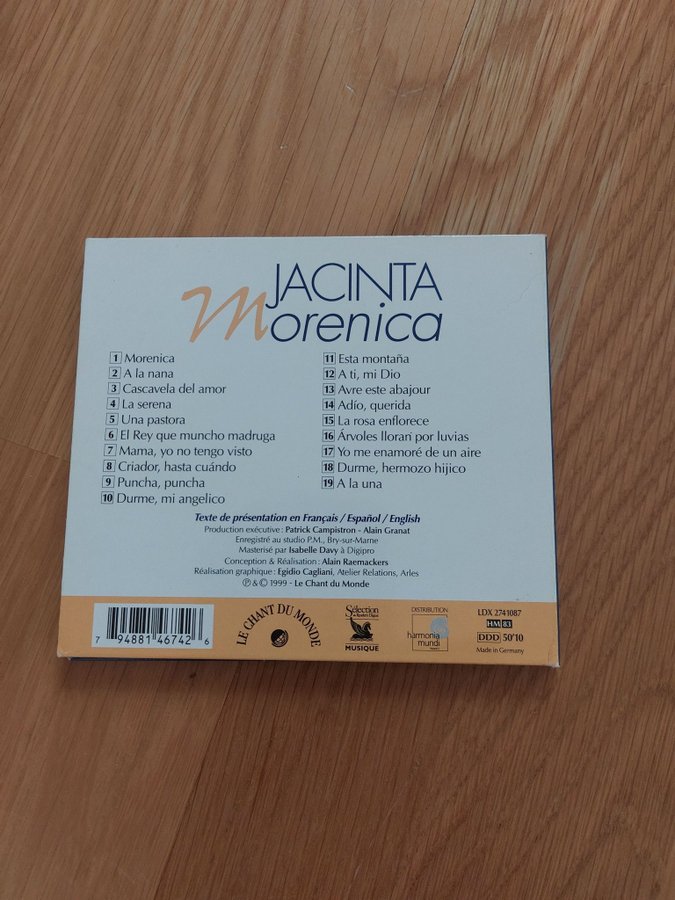 JACINTA
Morenica
1 Morenica
2 A la nana
3 Cascavela del amor
4 La serena
5 Una pastora
6 El Rey que muncho madruga
7 Mama, yo no tengo visto
8 Criador, hasta cuándo
9 Puncha, puncha
10 Durme, mi angelico
11 Esta montaña
12 A ti, mi Dio
13 Avre este abajour
14 Adío, querida
15 La rosa enflorece
16 Árvoles lloran por luvias
17 Yo me enamoré de un aire
18 Durme, hermozo hijico
19 A la una
Texte de présentation en Français / Español / English
Production exécutive : Patrick Campistron - Alain Granat
Enregistré au studio P.M., Bry-sur-Marne
Masterisé par Isabelle Davy à Digipro
Conception & Réalisation : Alain Raemackers
Réalisation graphique : Egidio Cagliani, Atelier Relations, Arles
℗ & © 1999 - Le Chant du Monde
7 94881 46742 6
LE CHANT DU MONDE
Sélection
du Reader's Digest
MUSIQUE
DISTRIBUTION
harmonia
mundi
LDX 2741087
HM 83
DDD 50'10
Made in Germany